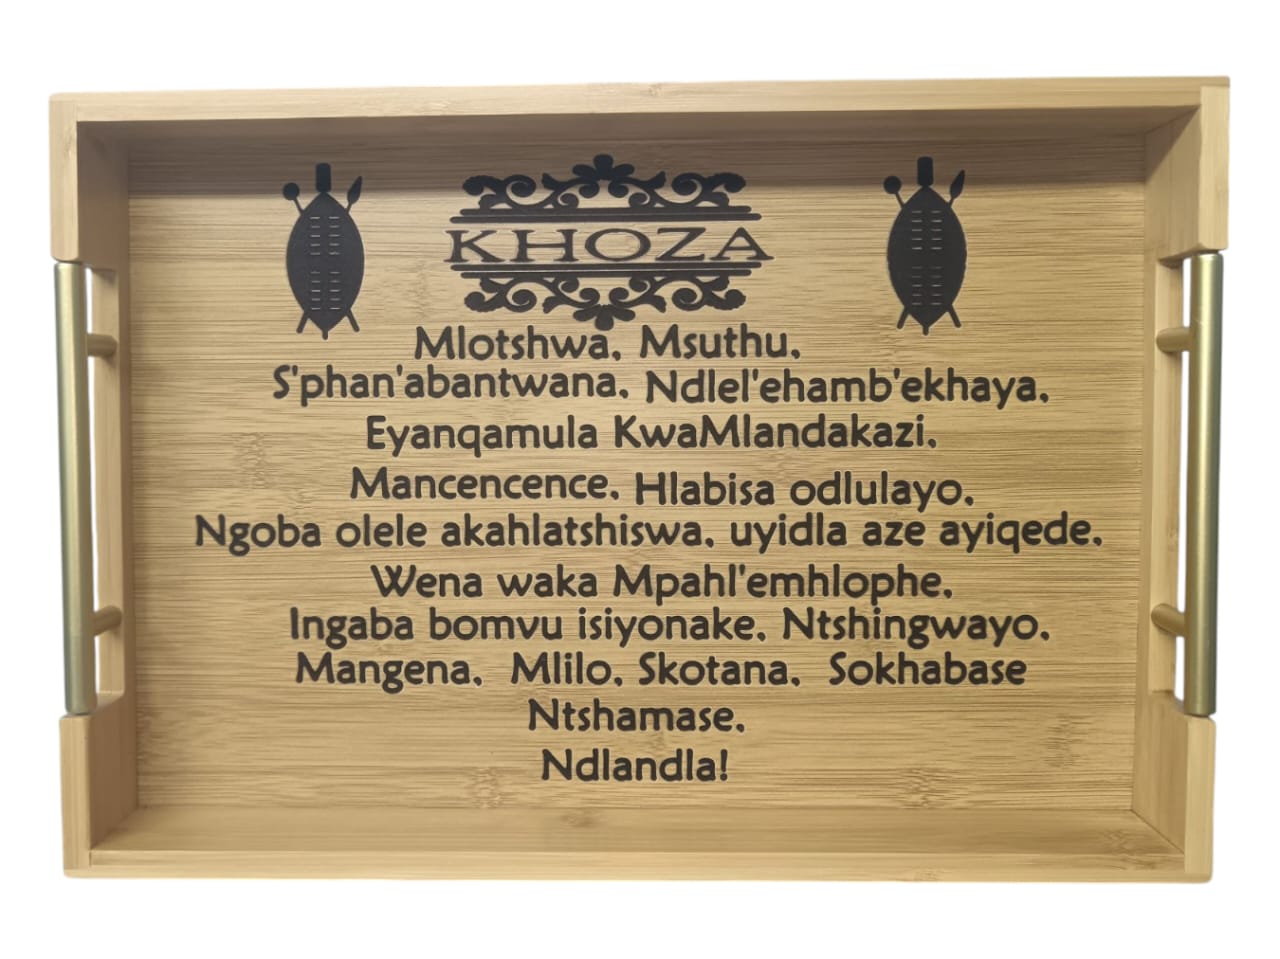 KHOZA
Mlotshwa, Msuthu,
S'phan'abantwana, Ndlel'ehamb'ekhaya,
Eyanqamula KwaMlandakazi,
Mancencence, Hlabisa odlulayo,
Ngoba olele akahlatshiswa, uyidla aze ayiqede,
Wena waka Mpahl'emhlophe,
Ingaba bomvu isiyonake, Ntshingwayo,
Mangena, Mlilo, Skotana, Sokhabase
Ntshamase,
Ndlandla!